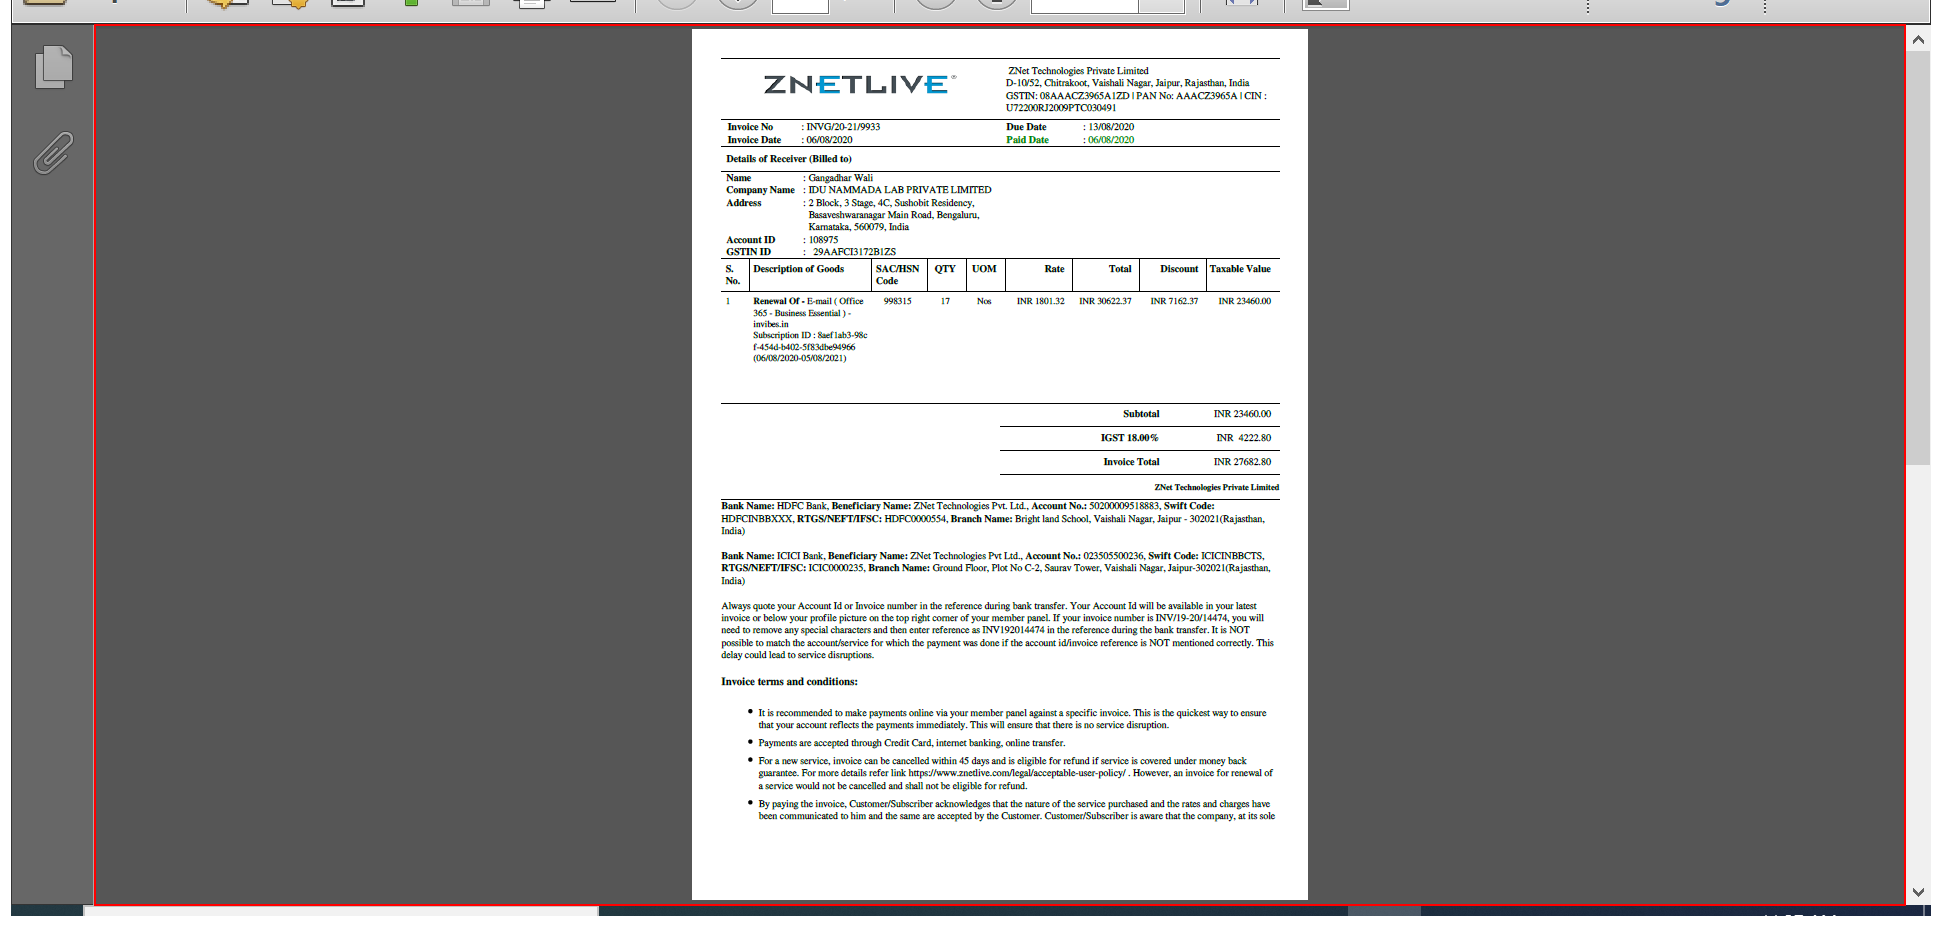 ZNETLIVE
ZNet Technologies Private Limited
D-10/52, Chitrakoot, Vaishali Nagar, Jaipur, Rajasthan, India
GSTIN: 08AAACZ3965A1ZD | PAN No: AAACZ3965A | CIN :
U72200RJ2009PTC030491
Invoice No : INVG/20-21/9933 Due Date : 13/08/2020
Invoice Date : 06/08/2020 Paid Date : 06/08/2020
Details of Receiver (Billed to)
Name : Gangadhar Wali
Company Name : IDU NAMMADA LAB PRIVATE LIMITED
Address : 2 Block, 3 Stage, 4C, Sushobit Residency,
Basaveshwaranagar Main Road, Bengaluru,
Karnataka, 560079, India
Account ID : 108975
GSTIN ID : 29AAFCI3172B1ZS
S. No. Description of Goods SAC/HSN Code QTY UOM Rate Total Discount Taxable Value
1 Renewal Of - E-mail ( Office 998315 17 Nos INR 1801.32 INR 30622.37 INR 7162.37 INR 23460.00
365 - Business Essential ) -
invibes.in
Subscription ID : 8aef1ab3-98c
f-454d-b402-5f83dbe94966
(06/08/2020-05/08/2021)
Subtotal INR 23460.00
IGST 18.00% INR 4222.80
Invoice Total INR 27682.80
ZNet Technologies Private Limited
Bank Name: HDFC Bank, Beneficiary Name: ZNet Technologies Pvt. Ltd., Account No.: 50200009518883, Swift Code:
HDFCINBBXXX, RTGS/NEFT/IFSC: HDFC0000554, Branch Name: Bright land School, Vaishali Nagar, Jaipur - 302021(Rajasthan,
India)
Bank Name: ICICI Bank, Beneficiary Name: ZNet Technologies Pvt Ltd., Account No.: 023505500236, Swift Code: ICICINBBCTS,
RTGS/NEFT/IFSC: ICIC0000235, Branch Name: Ground Floor, Plot No C-2, Saurav Tower, Vaishali Nagar, Jaipur-302021(Rajasthan,
India)
Always quote your Account Id or Invoice number in the reference during bank transfer. Your Account Id will be available in your latest
invoice or below your profile picture on the top right corner of your member panel. If your invoice number is INV/19-20/14474, you will
need to remove any special characters and then enter reference as INV192014474 in the reference during the bank transfer. It is NOT
possible to match the account/service for which the payment was done if the account id/invoice reference is NOT mentioned correctly. This
delay could lead to service disruptions.
Invoice terms and conditions:
• It is recommended to make payments online via your member panel against a specific invoice. This is the quickest way to ensure
that your account reflects the payments immediately. This will ensure that there is no service disruption.
• Payments are accepted through Credit Card, internet banking, online transfer.
• For a new service, invoice can be cancelled within 45 days and is eligible for refund if service is covered under money back
guarantee. For more details refer link https://www.znetlive.com/legal/acceptable-user-policy/ . However, an invoice for renewal of
a service would not be cancelled and shall not be eligible for refund.
• By paying the invoice, Customer/Subscriber acknowledges that the nature of the service purchased and the rates and charges have
been communicated to him and the same are accepted by the Customer. Customer/Subscriber is aware that the company, at its sole